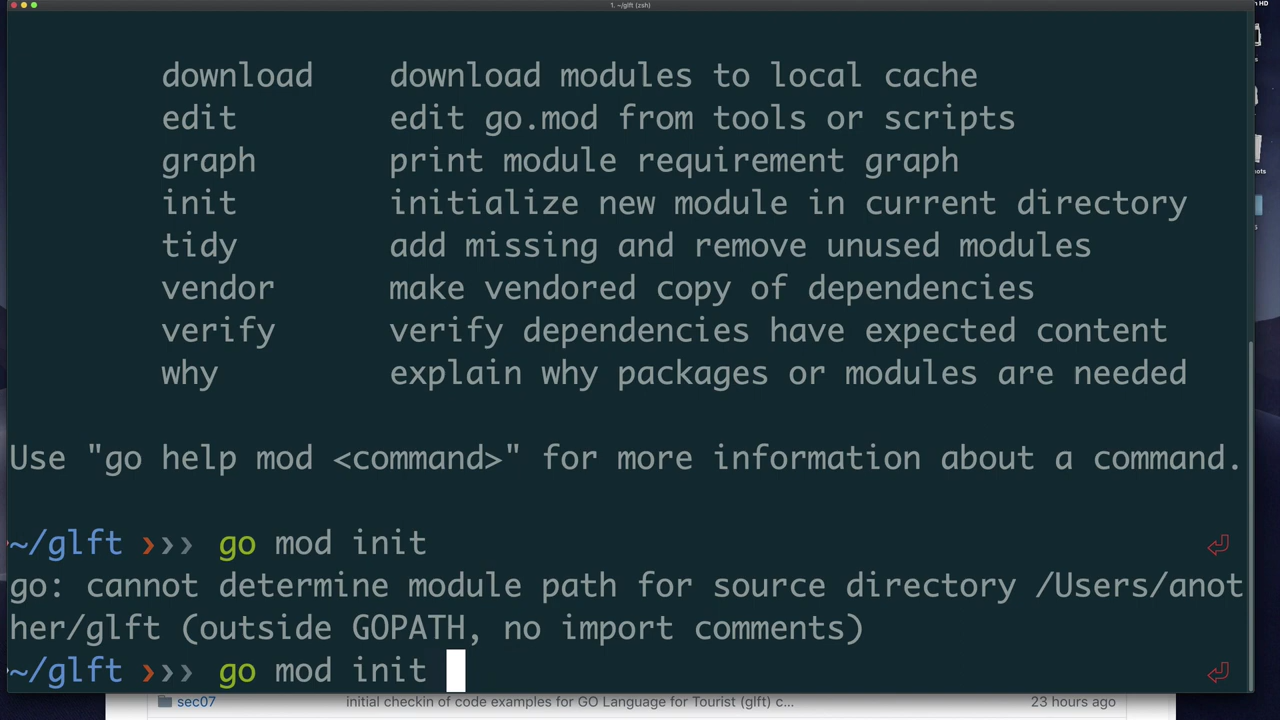 1. ~/glft (zsh)
download download modules to local cache
edit edit go.mod from tools or scripts
graph print module requirement graph
init initialize new module in current directory
tidy add missing and remove unused modules
vendor make vendored copy of dependencies
verify verify dependencies have expected content
why explain why packages or modules are needed
Use "go help mod <command>" for more information about a command.
~/glft ❯❯❯ go mod init
go: cannot determine module path for source directory /Users/anot
her/glft (outside GOPATH, no import comments)
~/glft ❯❯❯ go mod init
sec07 initial checkin of code examples for GO Language for Tourist (glft) c... 23 hours ago